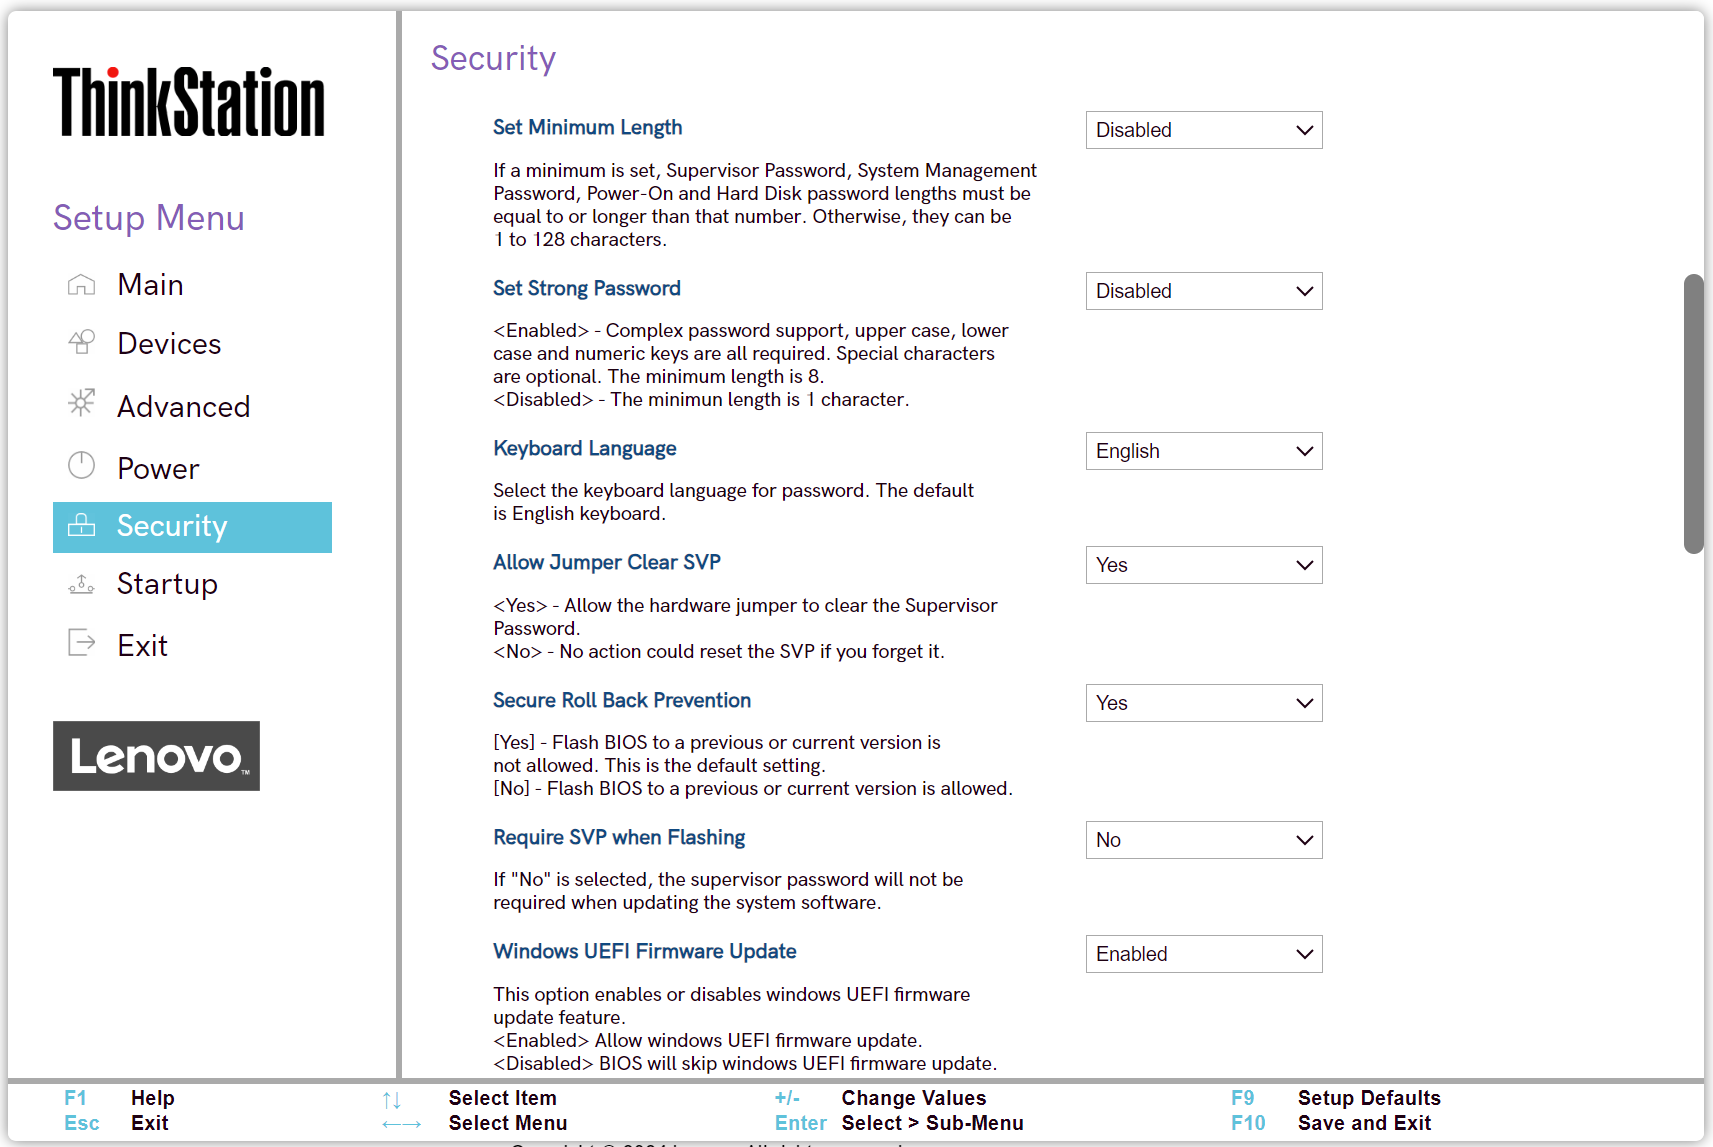 ThinkStation
Setup Menu
Main
Devices
Advanced
Power
Security
Startup
Exit
Lenovo™
Security
Set Minimum Length
Disabled
If a minimum is set, Supervisor Password, System Management
Password, Power-On and Hard Disk password lengths must be
equal to or longer than that number. Otherwise, they can be
1 to 128 characters.
Set Strong Password
Disabled
<Enabled> - Complex password support, upper case, lower
case and numeric keys are all required. Special characters
are optional. The minimum length is 8.
<Disabled> - The minimun length is 1 character.
Keyboard Language
English
Select the keyboard language for password. The default
is English keyboard.
Allow Jumper Clear SVP
Yes
<Yes> - Allow the hardware jumper to clear the Supervisor
Password.
<No> - No action could reset the SVP if you forget it.
Secure Roll Back Prevention
Yes
[Yes] - Flash BIOS to a previous or current version is
not allowed. This is the default setting.
[No] - Flash BIOS to a previous or current version is allowed.
Require SVP when Flashing
No
If "No" is selected, the supervisor password will not be
required when updating the system software.
Windows UEFI Firmware Update
Enabled
This option enables or disables windows UEFI firmware
update feature.
<Enabled> Allow windows UEFI firmware update.
<Disabled> BIOS will skip windows UEFI firmware update.
F1 Help ↑↓ Select Item +/- Change Values F9 Setup Defaults
Esc Exit ←→ Select Menu Enter Select > Sub-Menu F10 Save and Exit